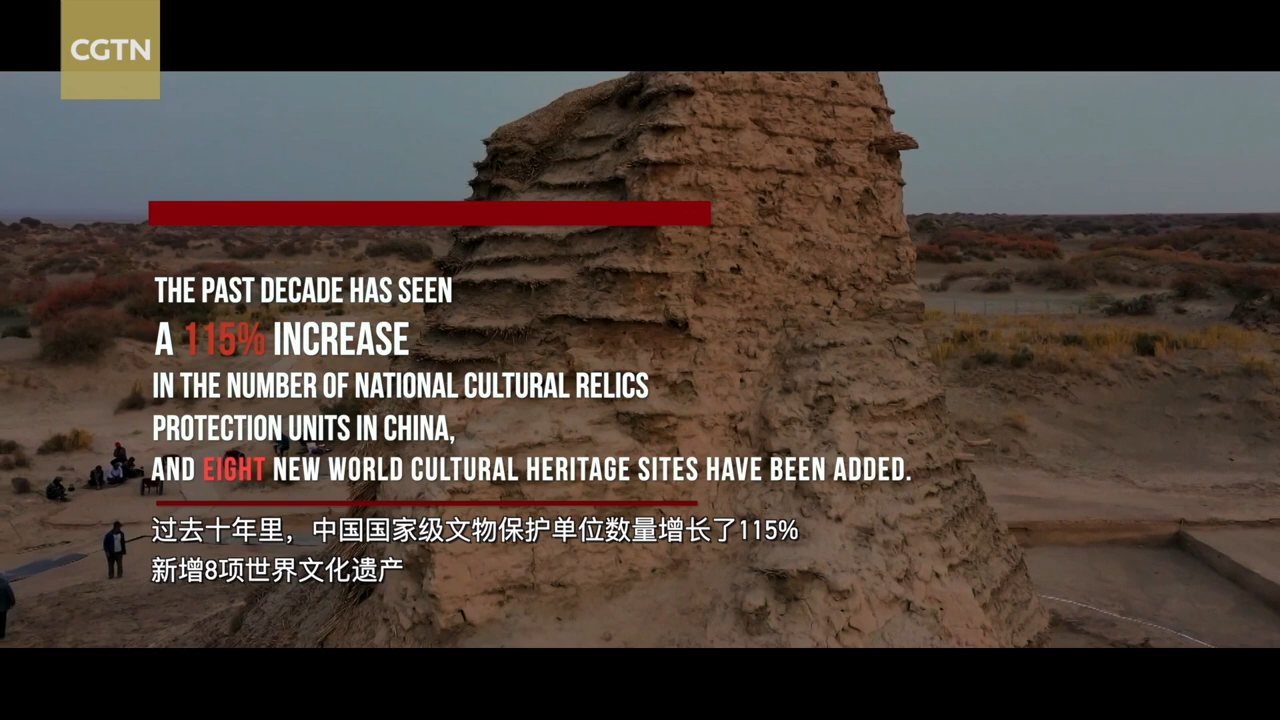 CGTN
THE PAST DECADE HAS SEEN
A 115% INCREASE
IN THE NUMBER OF NATIONAL CULTURAL RELICS
PROTECTION UNITS IN CHINA,
AND EIGHT NEW WORLD CULTURAL HERITAGE SITES HAVE BEEN ADDED.
过去十年里，中国国家级文物保护单位数量增长了115%
新增8项世界文化遗产